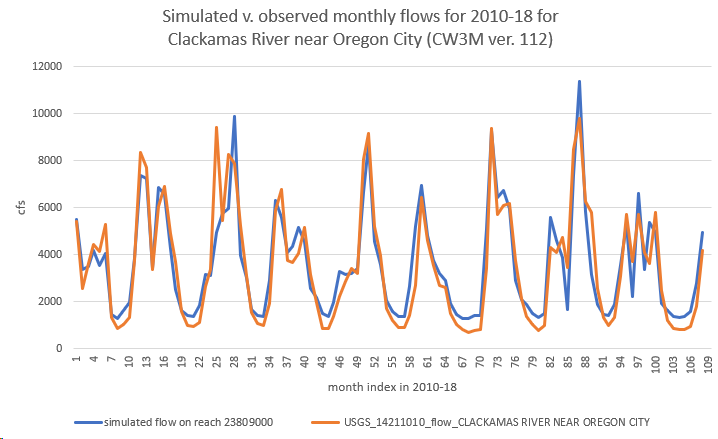 Simulated v. observed monthly flows for 2010-18 for
Clackamas River near Oregon City (CW3M ver. 112)
12000
10000
8000
6000
4000
2000
0
cfs
1 4 7 10 13 16 19 22 25 28 31 34 37 40 43 46 49 52 55 58 61 64 67 70 73 76 79 82 85 88 91 94 97 100 103 106 109
month index in 2010-18
simulated flow on reach 23809000 USGS_14211010_flow_CLACKAMAS RIVER NEAR OREGON CITY